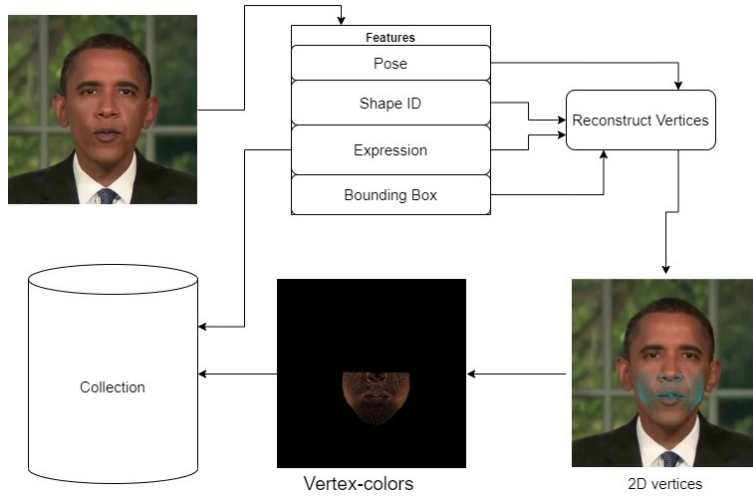 Features
Pose
Shape ID
Expression
Bounding Box
Reconstruct Vertices
Collection
Vertex-colors
2D vertices